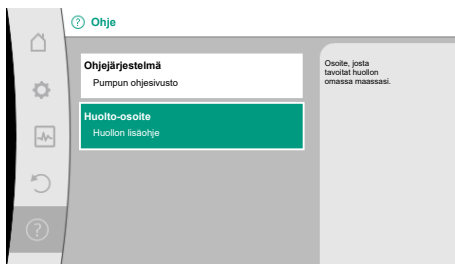 Ohje
Ohjejärjestelmä
Pumpun ohjesivusto
Huolto-osoite
Huollon lisäohje
Osoite, josta
tavoitat huollon
omassa maassasi.